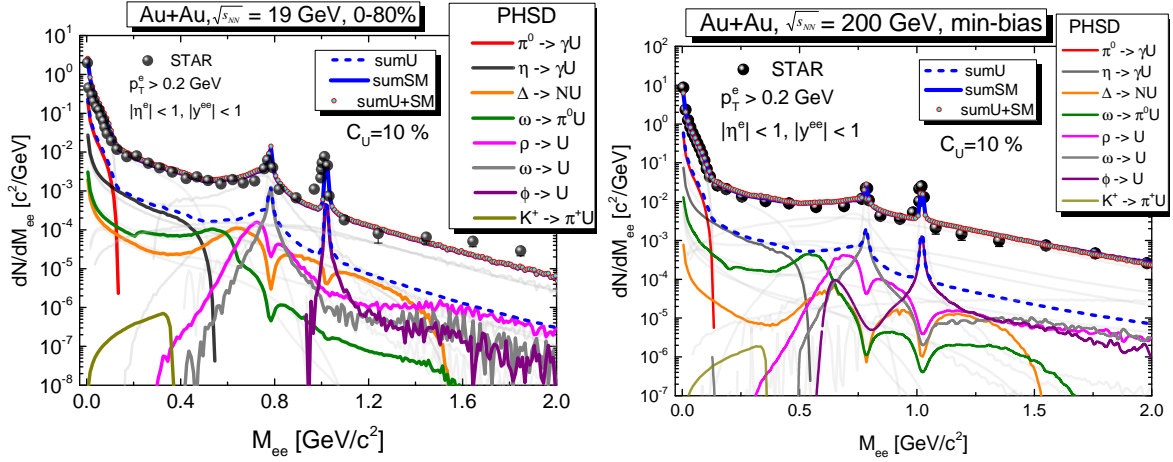 Au+Au, √s_NN = 19 GeV, 0-80%
STAR
p_T^e > 0.2 GeV
|η^e| < 1, |y^ee| < 1
sumU
sumSM
sumU+SM
C_U=10 %
PHSD
π^0 -> γU
η -> γU
Δ -> NU
ω -> π^0U
ρ -> U
ω -> U
ϕ -> U
K^+ -> π^+U
dN/dM_ee [c^2/GeV]
10^1
10^0
10^-1
10^-2
10^-3
10^-4
10^-5
10^-6
10^-7
10^-8
0.0 0.4 0.8 1.2 1.6 2.0
M_ee [GeV/c^2]
Au+Au, √s_NN = 200 GeV, min-bias
STAR
p_T^e > 0.2 GeV
|η^e| < 1, |y^ee| < 1
sumU
sumSM
sumU+SM
C_U=10 %
PHSD
π^0 -> γU
η -> γU
Δ -> NU
ω -> π^0U
ρ -> U
ω -> U
ϕ -> U
K^+ -> π^+U
dN/dM_ee [c^2/GeV]
10^2
10^1
10^0
10^-1
10^-2
10^-3
10^-4
10^-5
10^-6
10^-7
0.0 0.5 1.0 1.5 2.0
M_ee [GeV/c^2]